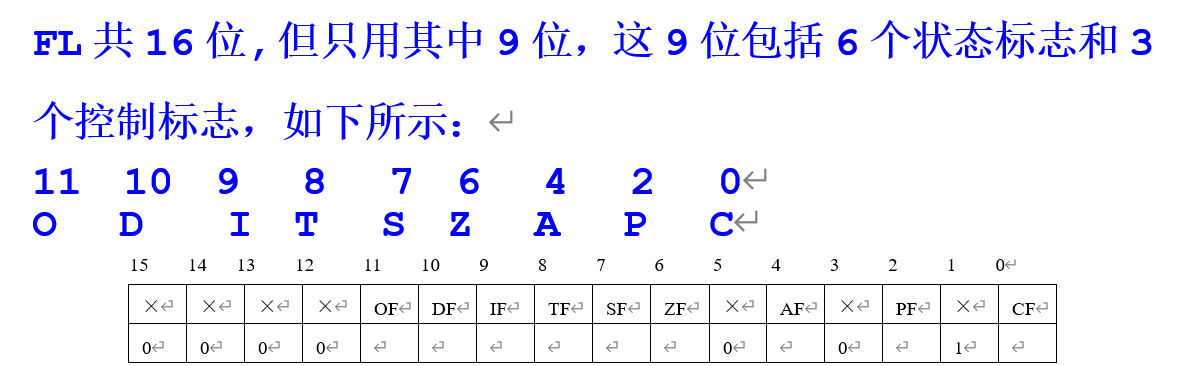 FL 共 16 位,但只用其中 9 位，这 9 位包括 6 个状态标志和 3
个控制标志，如下所示：↵
11 10 9 8 7 6 4 2 0↵
O D I T S Z A P C↵
15 14 13 12 11 10 9 8 7 6 5 4 3 2 1 0↵
×↵ ×↵ ×↵ ×↵ OF↵ DF↵ IF↵ TF↵ SF↵ ZF↵ ×↵ AF↵ ×↵ PF↵ ×↵ CF↵
0↵ 0↵ 0↵ 0↵ ↵ ↵ ↵ ↵ ↵ ↵ 0↵ ↵ 0↵ ↵ 1↵ ↵